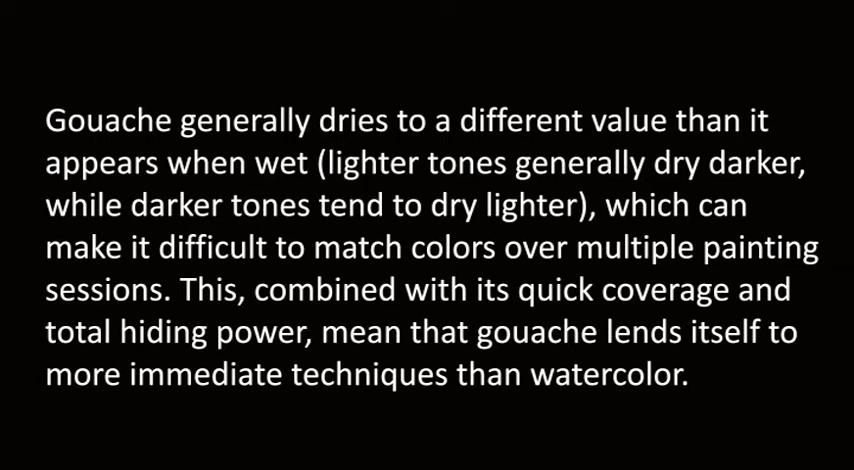 Gouache generally dries to a different value than it
appears when wet (lighter tones generally dry darker,
while darker tones tend to dry lighter), which can
make it difficult to match colors over multiple painting
sessions. This, combined with its quick coverage and
total hiding power, mean that gouache lends itself to
more immediate techniques than watercolor.